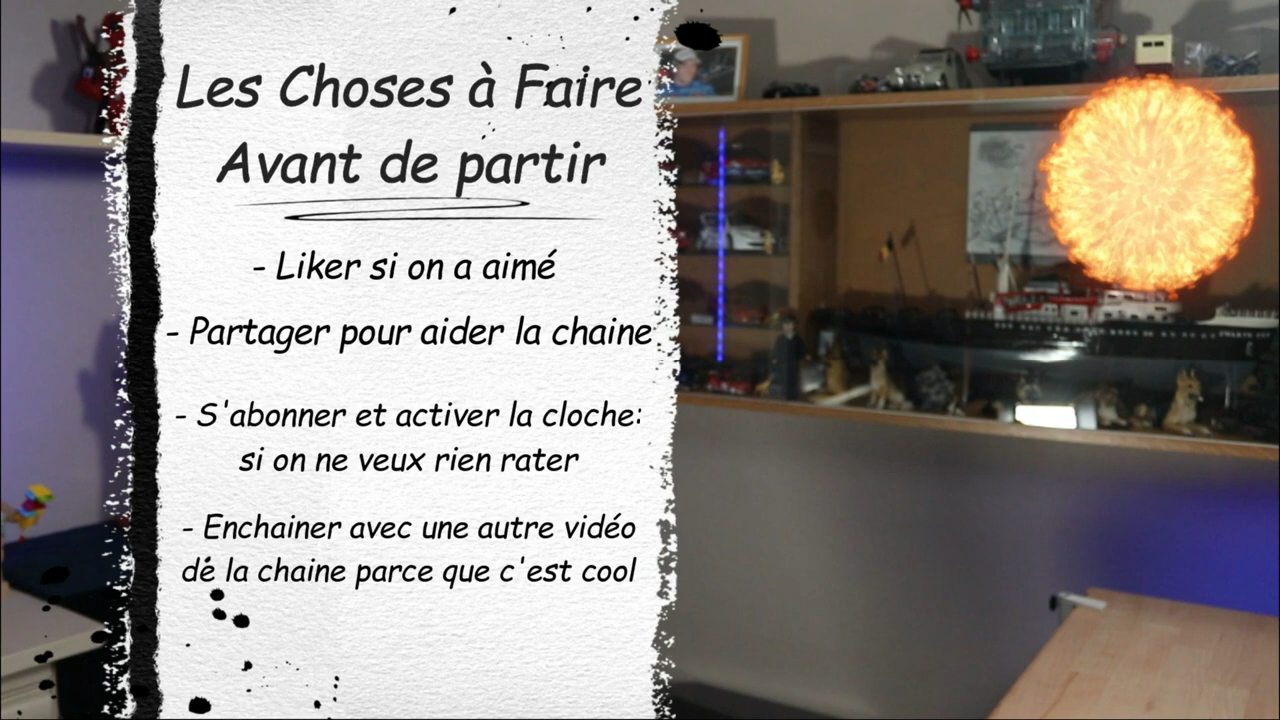 Les Choses à Faire
Avant de partir
- Liker si on a aimé
- Partager pour aider la chaine
- S'abonner et activer la cloche:
si on ne veux rien rater
- Enchainer avec une autre vidéo
de la chaine parce que c'est cool